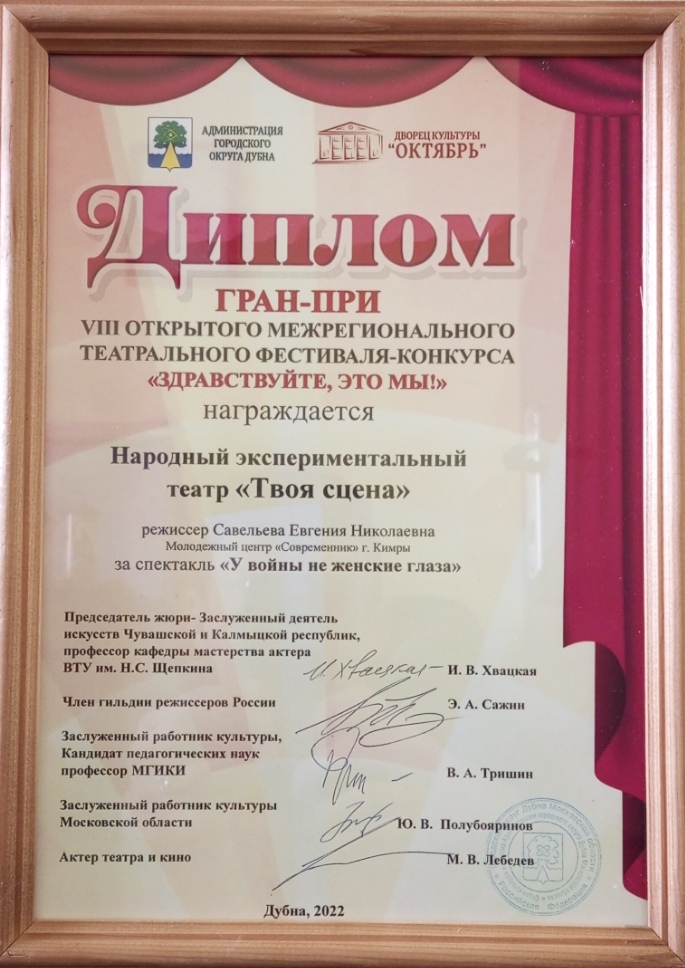 АДМИНИСТРАЦИЯ
ГОРОДСКОГО
ОКРУГА ДУБНА
ДВОРЕЦ КУЛЬТУРЫ
"ОКТЯБРЬ"
ДИПЛОМ
ГРАН-ПРИ
VIII ОТКРЫТОГО МЕЖРЕГИОНАЛЬНОГО
ТЕАТРАЛЬНОГО ФЕСТИВАЛЯ-КОНКУРСА
«ЗДРАВСТВУЙТЕ, ЭТО МЫ!»
награждается
Народный экспериментальный
театр «Твоя сцена»
режиссер Савельева Евгения Николаевна
Молодежный центр «Современник» г. Кимры
за спектакль «У войны не женские глаза»
Председатель жюри- Заслуженный деятель
искусств Чувашской и Калмыцкой республик,
профессор кафедры мастерства актера
ВТУ им. Н.С. Щепкина И. Хвацкая И. В. Хвацкая
Член гильдии режиссеров России Э. А. Сажин
Заслуженный работник культуры,
Кандидат педагогических наук
профессор МГИКИ В. А. Тришин
Заслуженный работник культуры
Московской области Ю. В. Полубояринов
Актер театра и кино М. В. Лебедев
Дубна, 2022